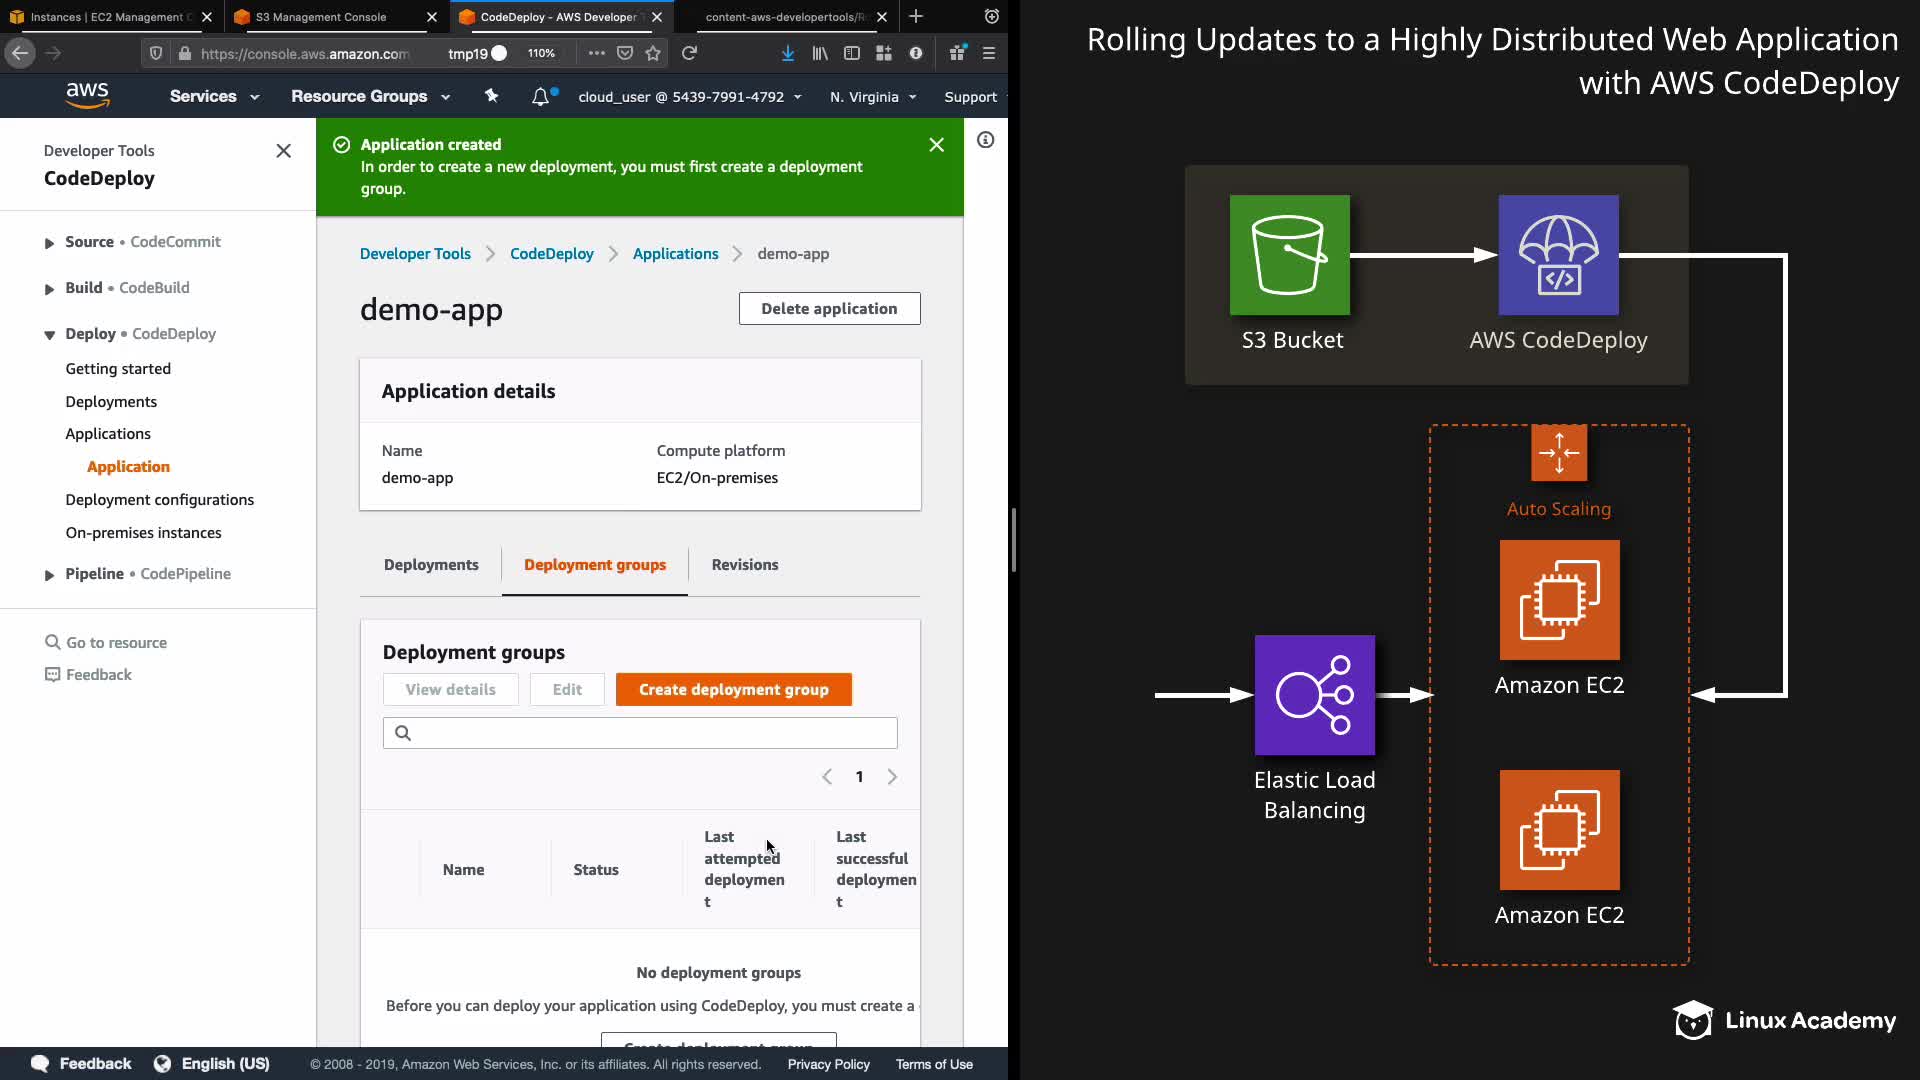 Instances | EC2 Management C
S3 Management Console
CodeDeploy - AWS Developer T
content-aws-developertools/R
https://console.aws.amazon.com
tmp19
110%
aws
Services
Resource Groups
cloud_user @ 5439-7991-4792
N. Virginia
Support
Developer Tools
CodeDeploy
Source • CodeCommit
Build • CodeBuild
Deploy • CodeDeploy
Getting started
Deployments
Applications
Application
Deployment configurations
On-premises instances
Pipeline • CodePipeline
Go to resource
Feedback
Application created
In order to create a new deployment, you must first create a deployment
group.
Developer Tools
CodeDeploy
Applications
demo-app
demo-app
Delete application
Application details
Name
Compute platform
demo-app
EC2/On-premises
Deployments
Deployment groups
Revisions
Deployment groups
View details
Edit
Create deployment group
1
Name
Status
Last
attempted
deploymen
t
Last
successful
deploymen
t
No deployment groups
Before you can deploy your application using CodeDeploy, you must create a
Create deployment group
Feedback
English (US)
© 2008 - 2019, Amazon Web Services, Inc. or its affiliates. All rights reserved.
Privacy Policy
Terms of Use
Rolling Updates to a Highly Distributed Web Application
with AWS CodeDeploy
S3 Bucket
</>
AWS CodeDeploy
Auto Scaling
Amazon EC2
Elastic Load
Balancing
Amazon EC2
Linux Academy